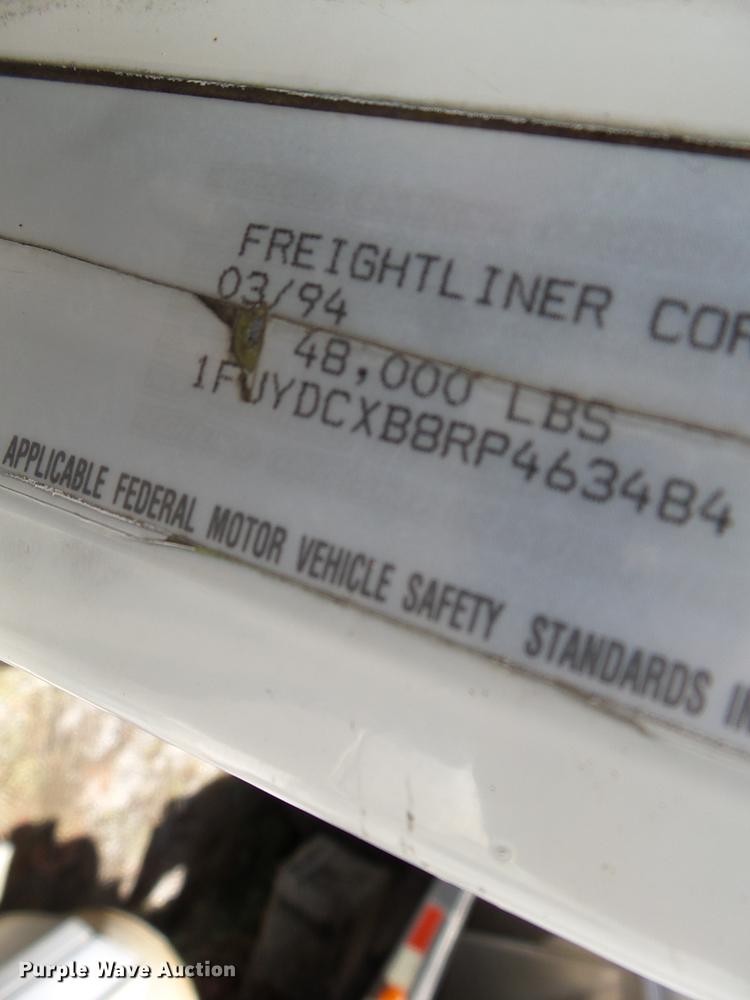 FREIGHTLINER COR
03/94
48,000 LBS
1FUYDCXB8RP463484
APPLICABLE FEDERAL MOTOR VEHICLE SAFETY STANDARDS IN
Purple Wave Auction